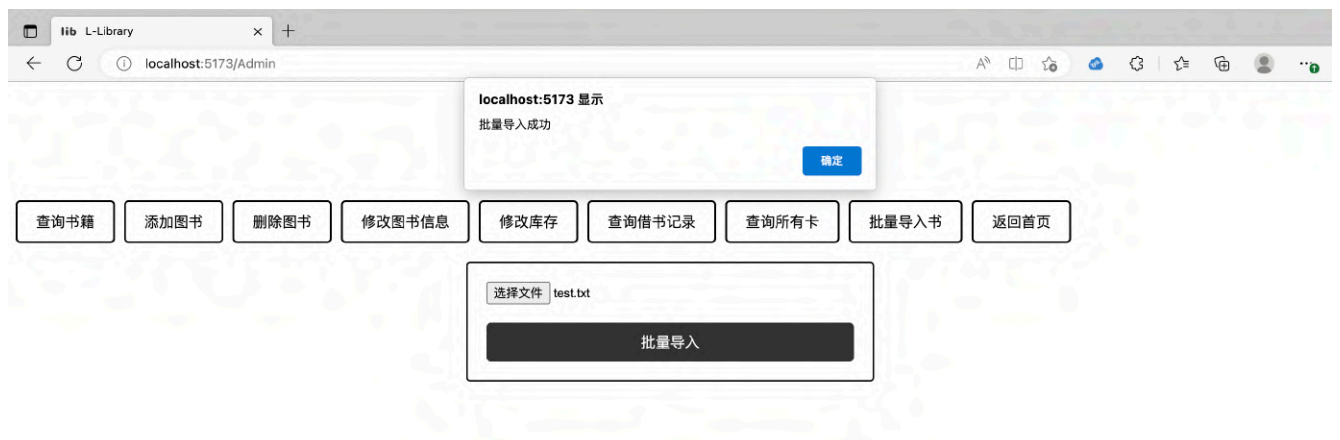 lib L-Library
localhost:5173/Admin
localhost:5173 显示
批量导入成功
确定
查询书籍 添加图书 删除图书 修改图书信息 修改库存 查询借书记录 查询所有卡 批量导入书 返回首页
选择文件 test.txt
批量导入